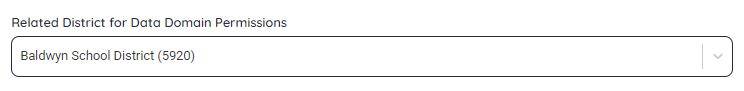 Related District for Data Domain Permissions
Baldwyn School District (5920)